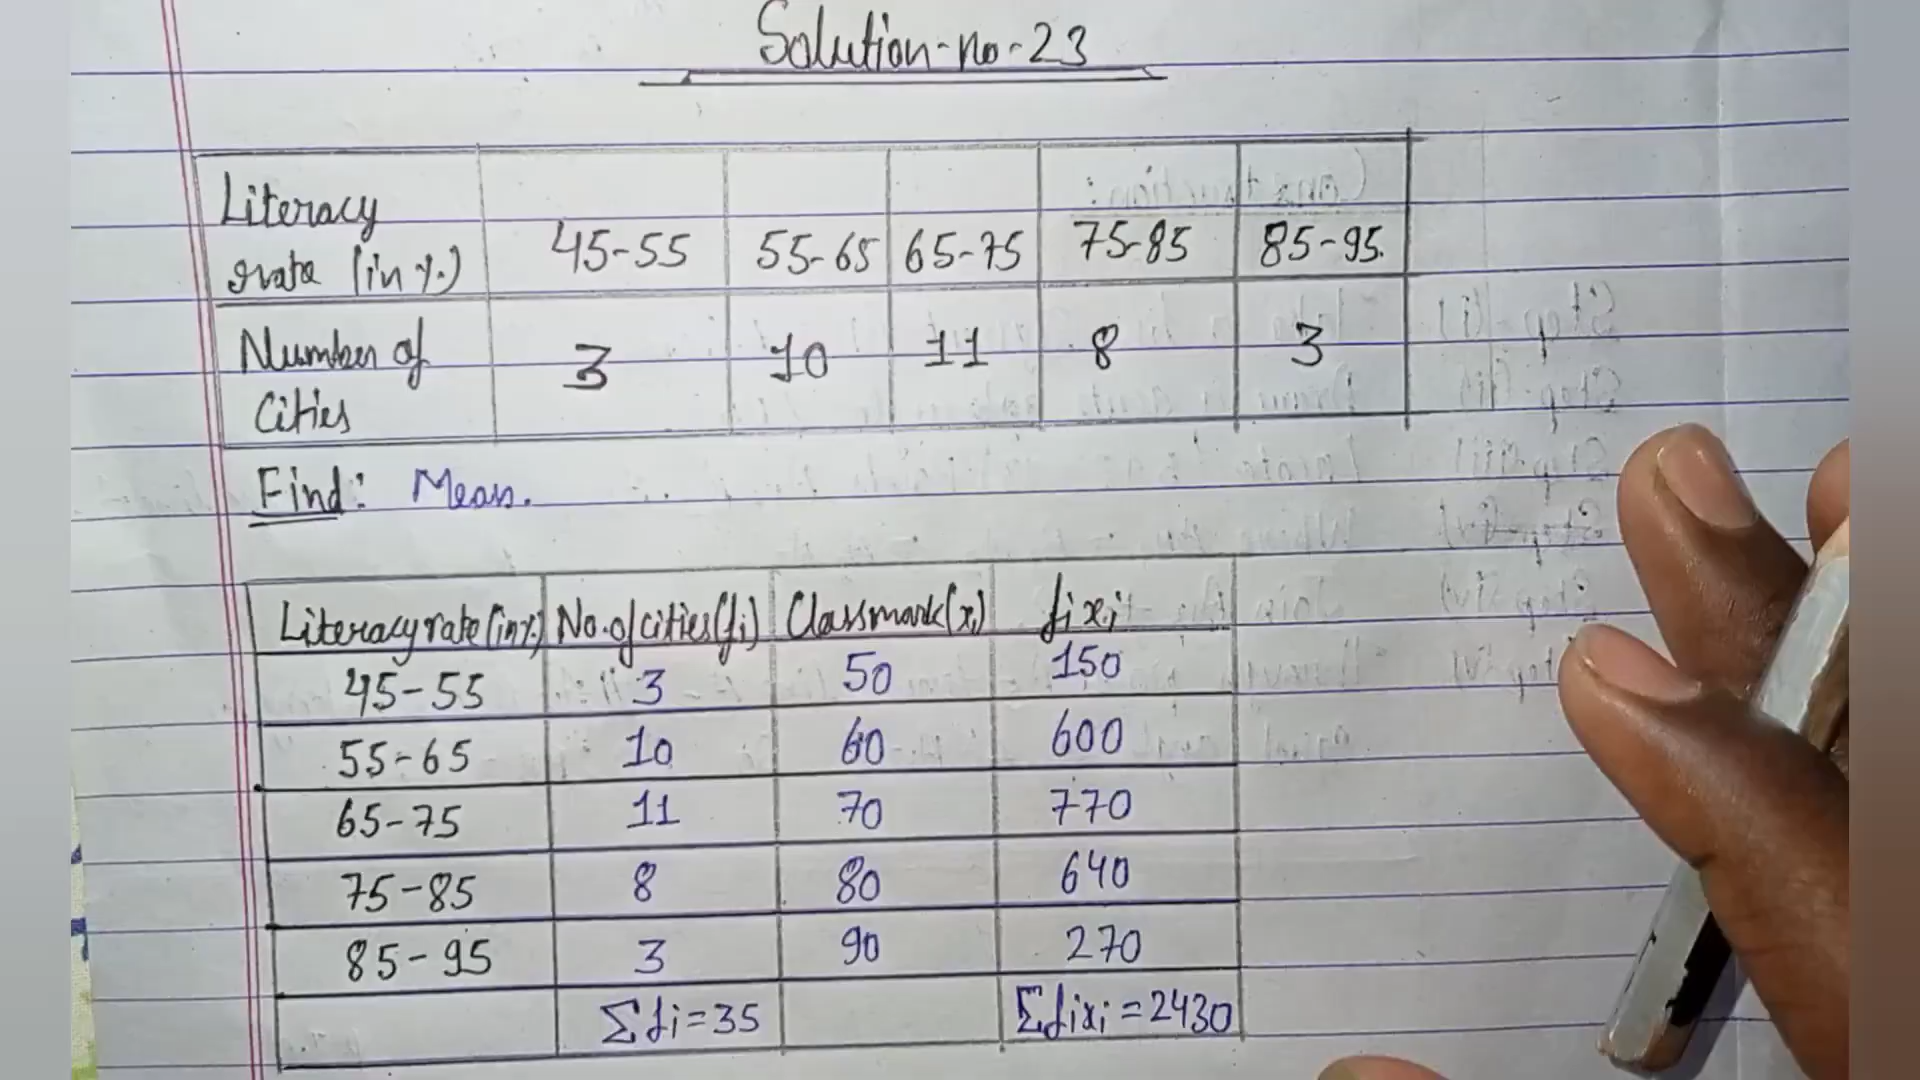 Solution-no-23
Literacy rate (in %) 45-55 55-65 65-75 75-85 85-95.
Number of Cities 3 10 11 8 3
Find: Mean.
Literacy rate (in %) No. of cities (fi) Classmark (xi) fixi
45-55 3 50 150
55-65 10 60 600
65-75 11 70 770
75-85 8 80 640
85-95 3 90 270
Σfi=35 Σfixi=2430